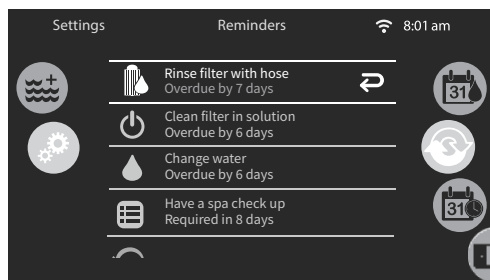 Settings
Reminders
8:01 am
Rinse filter with hose
Overdue by 7 days
Clean filter in solution
Overdue by 6 days
Change water
Overdue by 6 days
Have a spa check up
Required in 8 days
31
31